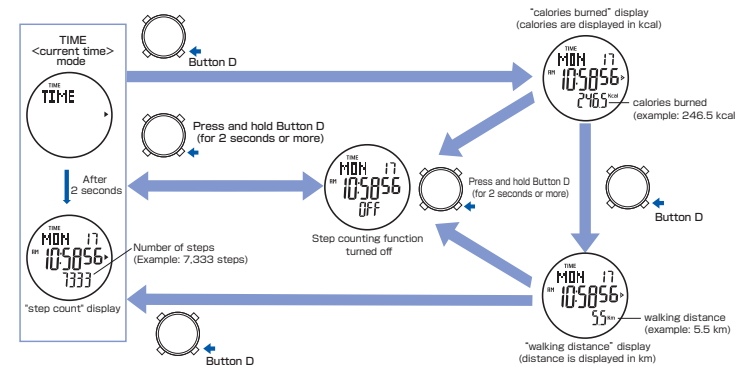 TIME
<current time>
mode
TIME
TIME
After
2 seconds
TIME
MON 17
AM 10:58 56
7333
Number of steps
(Example: 7,333 steps)
"step count" display
Button D
Press and hold Button D
(for 2 seconds or more)
TIME
MON 17
AM 10:58 56
OFF
Step counting function
turned off
Press and hold Button D
(for 2 seconds or more)
"calories burned" display
(calories are displayed in kcal)
TIME
MON 17
AM 10:58 56
246.5 Kcal
calories burned
(example: 246.5 kcal
Button D
TIME
MON 17
AM 10:58 56
5.5 Km
walking distance
(example: 5.5 km)
"walking distance" display
(distance is displayed in km)
Button D